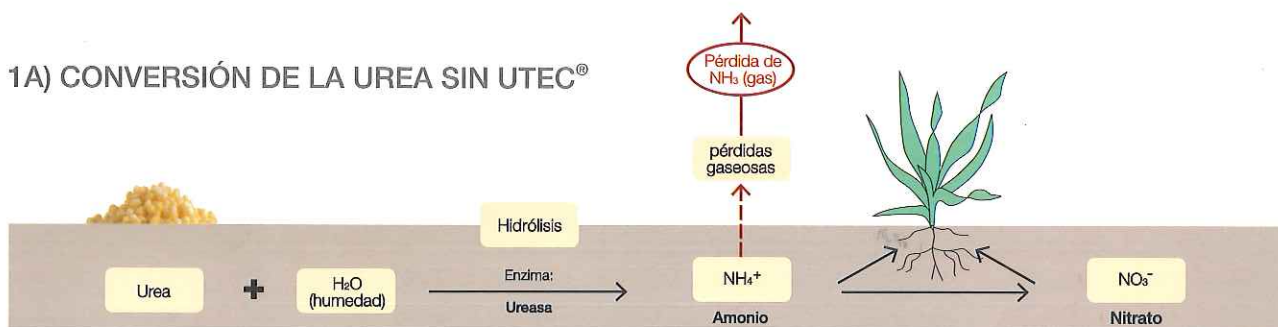 1A) CONVERSIÓN DE LA UREA SIN UTEC®
Pérdida de
NH₃ (gas)
pérdidas
gaseosas
Hidrólisis
Urea
+
H₂O
(humedad)
Enzima:
Ureasa
NH₄⁺
Amonio
NO₃⁻
Nitrato